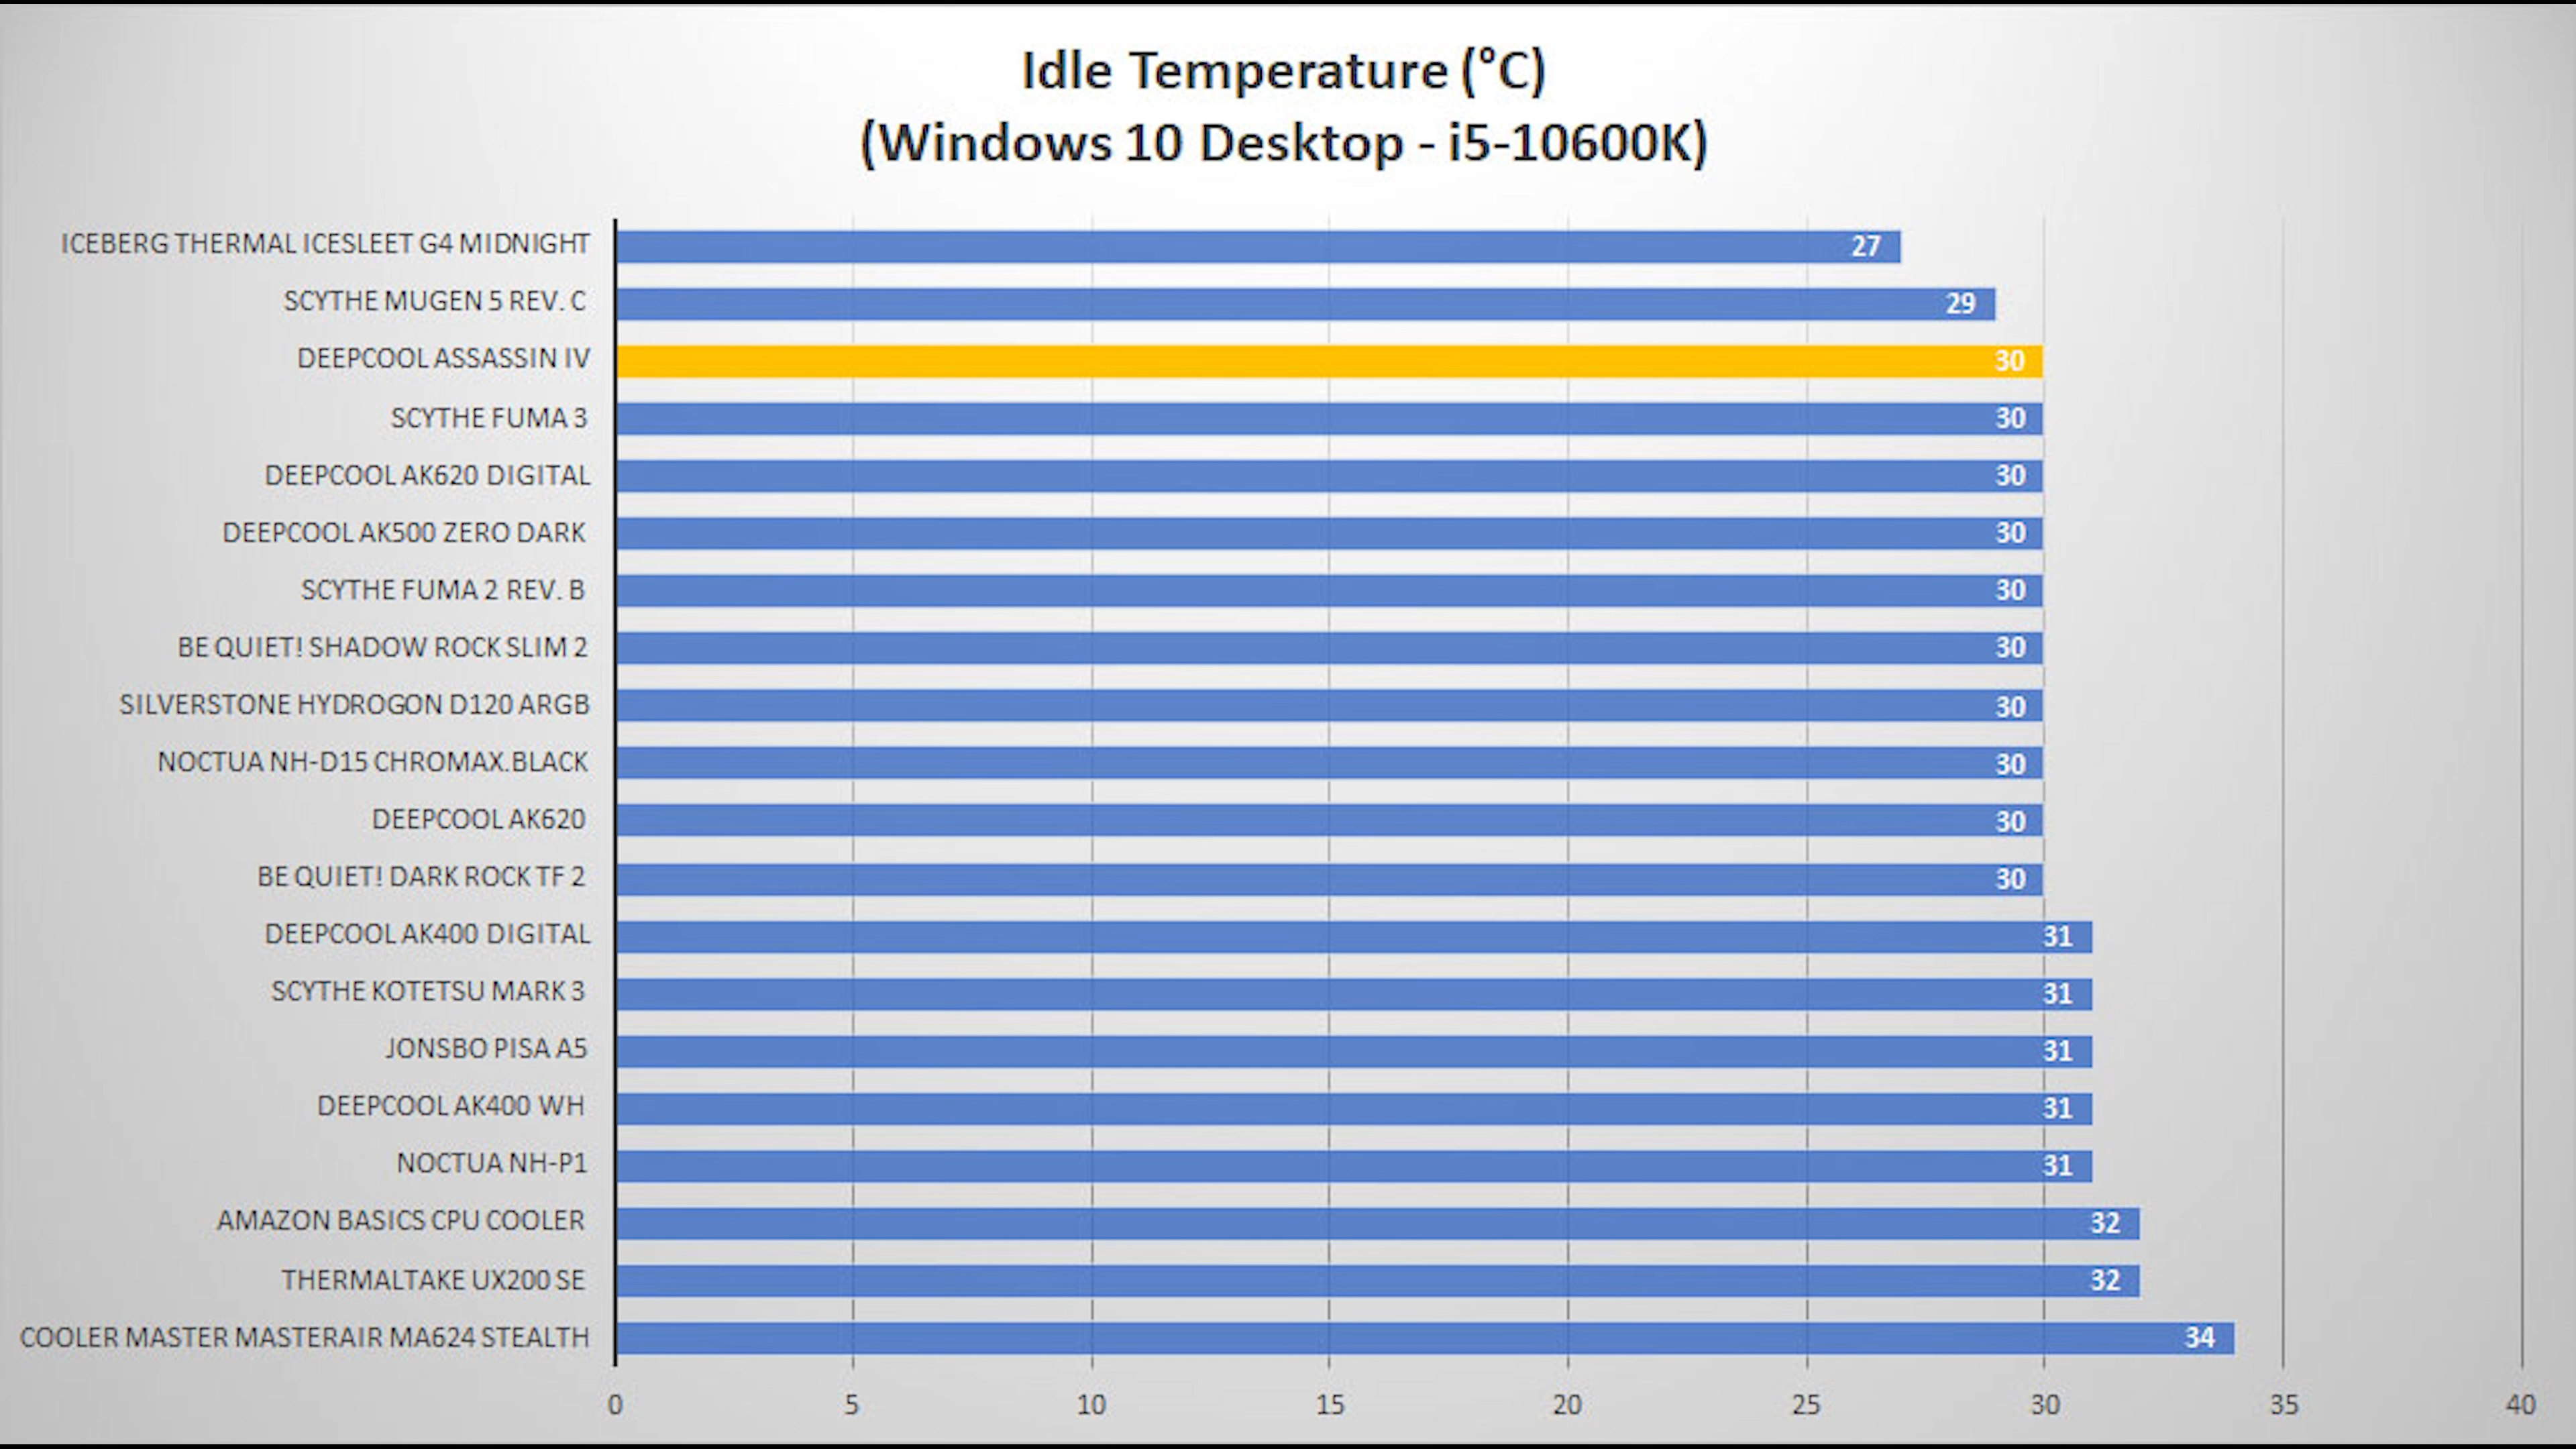 Idle Temperature (°C)
(Windows 10 Desktop - i5-10600K)
ICEBERG THERMAL ICESLEET G4 MIDNIGHT 27
SCYTHE MUGEN 5 REV. C 29
DEEPCOOL ASSASSIN IV 30
SCYTHE FUMA 3 30
DEEPCOOL AK620 DIGITAL 30
DEEPCOOL AK500 ZERO DARK 30
SCYTHE FUMA 2 REV. B 30
BE QUIET! SHADOW ROCK SLIM 2 30
SILVERSTONE HYDROGON D120 ARGB 30
NOCTUA NH-D15 CHROMAX.BLACK 30
DEEPCOOL AK620 30
BE QUIET! DARK ROCK TF 2 30
DEEPCOOL AK400 DIGITAL 31
SCYTHE KOTETSU MARK 3 31
JONSBO PISA A5 31
DEEPCOOL AK400 WH 31
NOCTUA NH-P1 31
AMAZON BASICS CPU COOLER 32
THERMALTAKE UX200 SE 32
COOLER MASTER MASTERAIR MA624 STEALTH 34
0 5 10 15 20 25 30 35 40